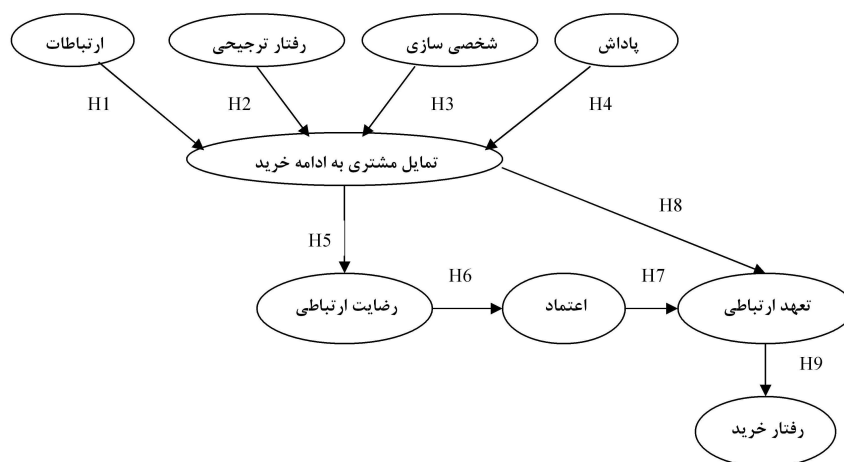 ارتباطات
رفتار ترجیحی
شخصی سازی
پاداش
H1
H2
H3
H4
تمایل مشتری به ادامه خرید
H8
H5
رضایت ارتباطی
H6
اعتماد
H7
تعهد ارتباطی
H9
رفتار خرید